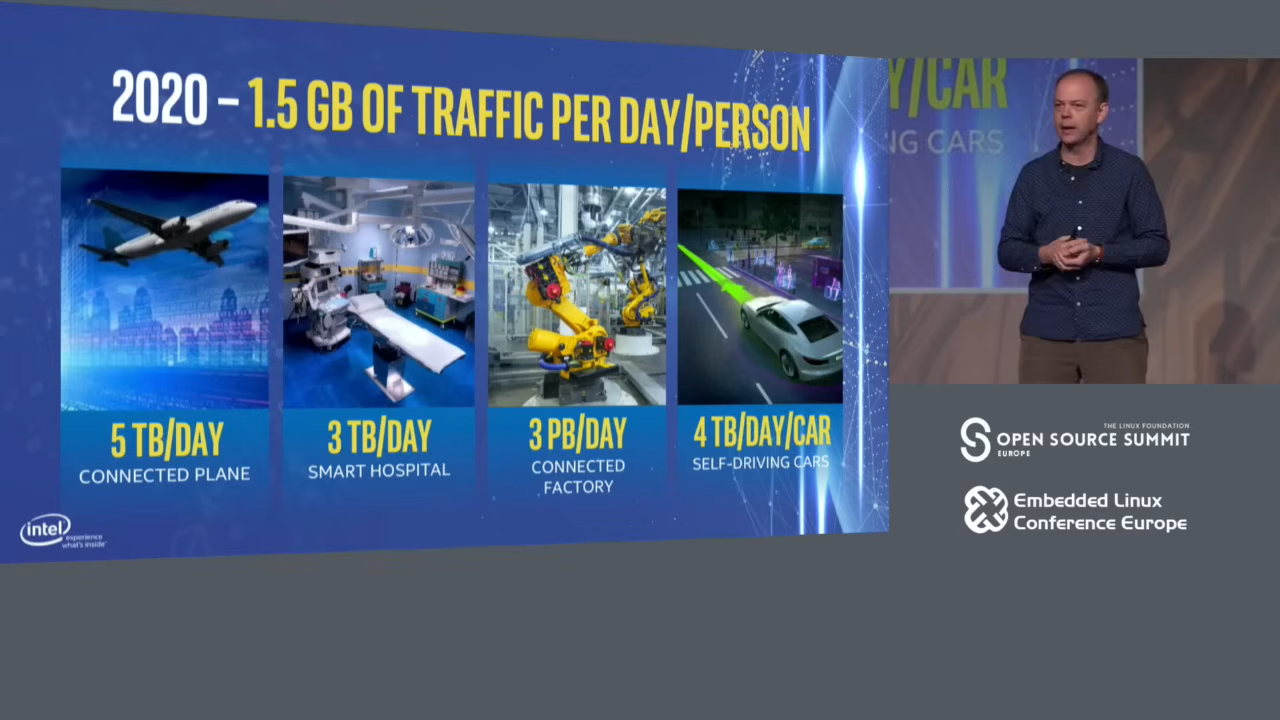 2020 – 1.5 GB OF TRAFFIC PER DAY/PERSON
5 TB/DAY
CONNECTED PLANE
3 TB/DAY
SMART HOSPITAL
3 PB/DAY
CONNECTED
FACTORY
4 TB/DAY/CAR
SELF-DRIVING CARS
intel
experience
what's inside™
Y/CAR
NG CARS
THE LINUX FOUNDATION
OPEN SOURCE SUMMIT
EUROPE
Embedded Linux
Conference Europe